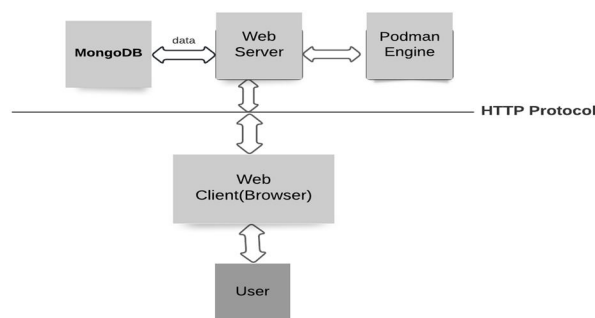 MongoDB
data
Web
Server
Podman
Engine
HTTP Protocol
Web
Client(Browser)
User